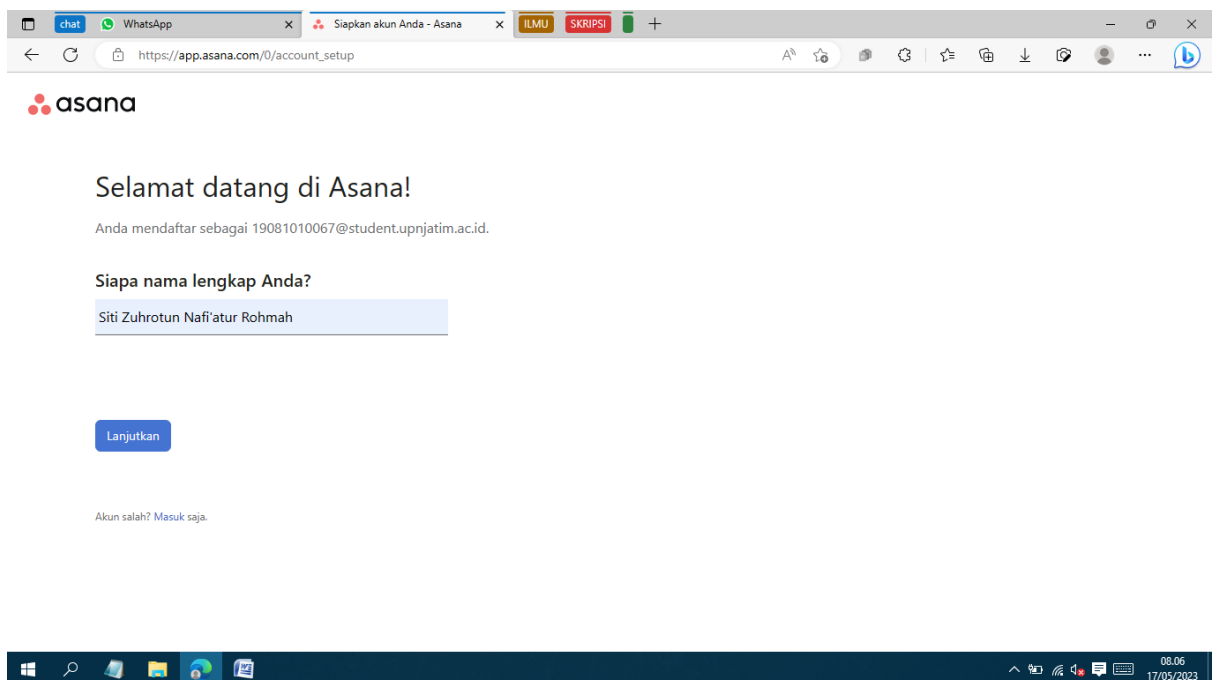 chat WhatsApp Siapkan akun Anda - Asana ILMU SKRIPSI
https://app.asana.com/0/account_setup
asana
Selamat datang di Asana!
Anda mendaftar sebagai 19081010067@student.upnjatim.ac.id.
Siapa nama lengkap Anda?
Siti Zuhrotun Nafi'atur Rohmah
Lanjutkan
Akun salah? Masuk saja.
08.06
17/05/2023